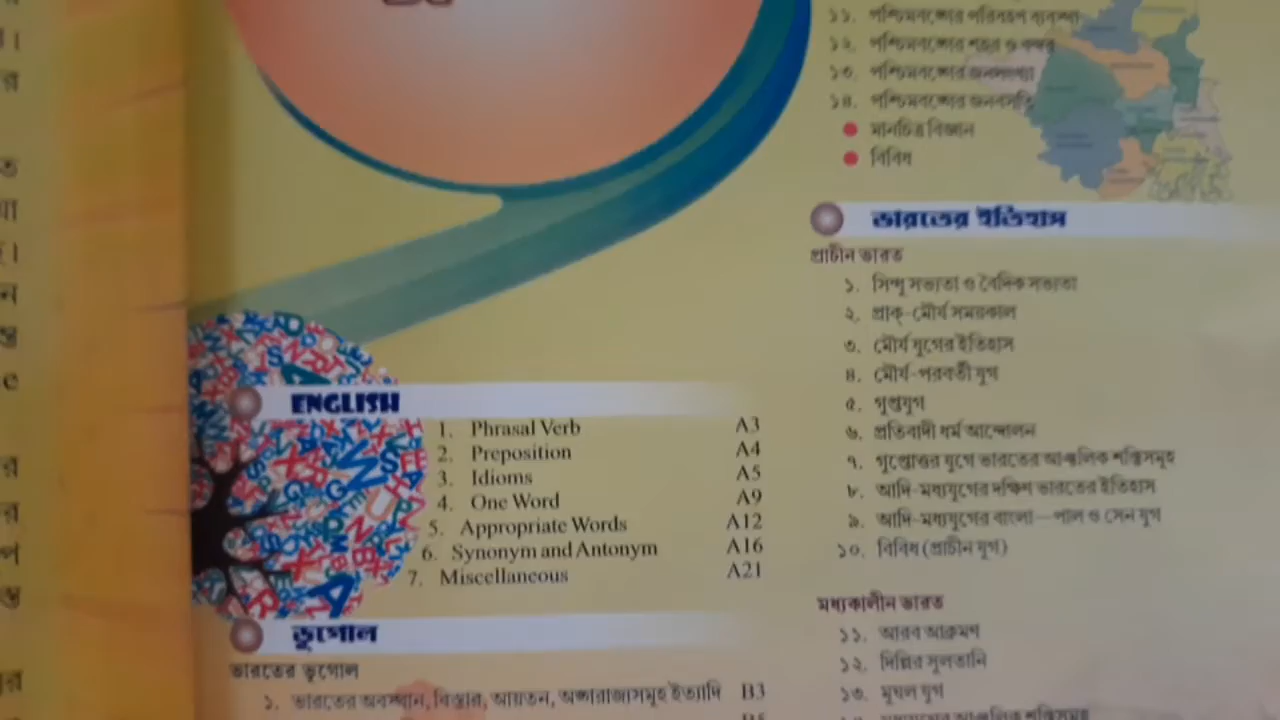 ENGLISH
1. Phrasal Verb A3
2. Preposition A4
3. Idioms A5
4. One Word A9
5. Appropriate Words A12
6. Synonym and Antonym A16
7. Miscellaneous A21
ভূগোল
ভারতের ভূগোল
১. ভারতের অবস্থান, বিস্তার, আয়তন, অঙ্গরাজ্যসমূহ ইত্যাদি B3
১১. পশ্চিমবঙ্গের পরিবহণ ব্যবস্থা
১২. পশ্চিমবঙ্গের শহর ও বন্দর
১৩. পশ্চিমবঙ্গের জনসংখ্যা
১৪. পশ্চিমবঙ্গের জনবসতি
মানচিত্র বিজ্ঞান
বিবিধ
ভারতের ইতিহাস
প্রাচীন ভারত
১. সিন্ধু সভ্যতা ও বৈদিক সভ্যতা
২. প্রাক্-মৌর্য সময়কাল
৩. মৌর্য যুগের ইতিহাস
৪. মৌর্য-পরবর্তী যুগ
৫. গুপ্তযুগ
৬. প্রতিবাদী ধর্ম আন্দোলন
৭. গুপ্তোত্তর যুগে ভারতের আঞ্চলিক শক্তিসমূহ
৮. আদি-মধ্যযুগের দক্ষিণ ভারতের ইতিহাস
৯. আদি-মধ্যযুগের বাংলা—পাল ও সেন যুগ
১০. বিবিধ (প্রাচীন যুগ)
মধ্যকালীন ভারত
১১. আরব আক্রমণ
১২. দিল্লির সুলতানি
১৩. মুঘল যুগ